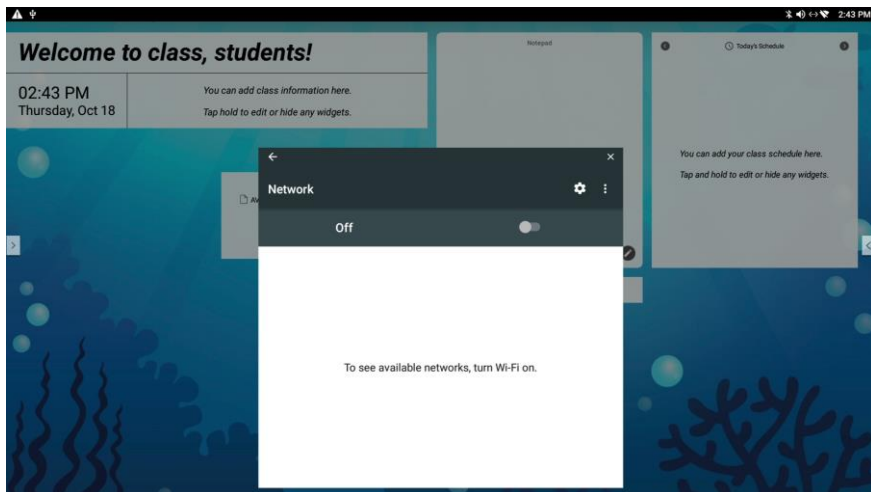 2:43 PM
Welcome to class, students!
02:43 PM
Thursday, Oct 18
You can add class information here.
Tap hold to edit or hide any widgets.
Notepad
Today's Schedule
You can add your class schedule here.
Tap and hold to edit or hide any widgets.
Network
Off
To see available networks, turn Wi-Fi on.